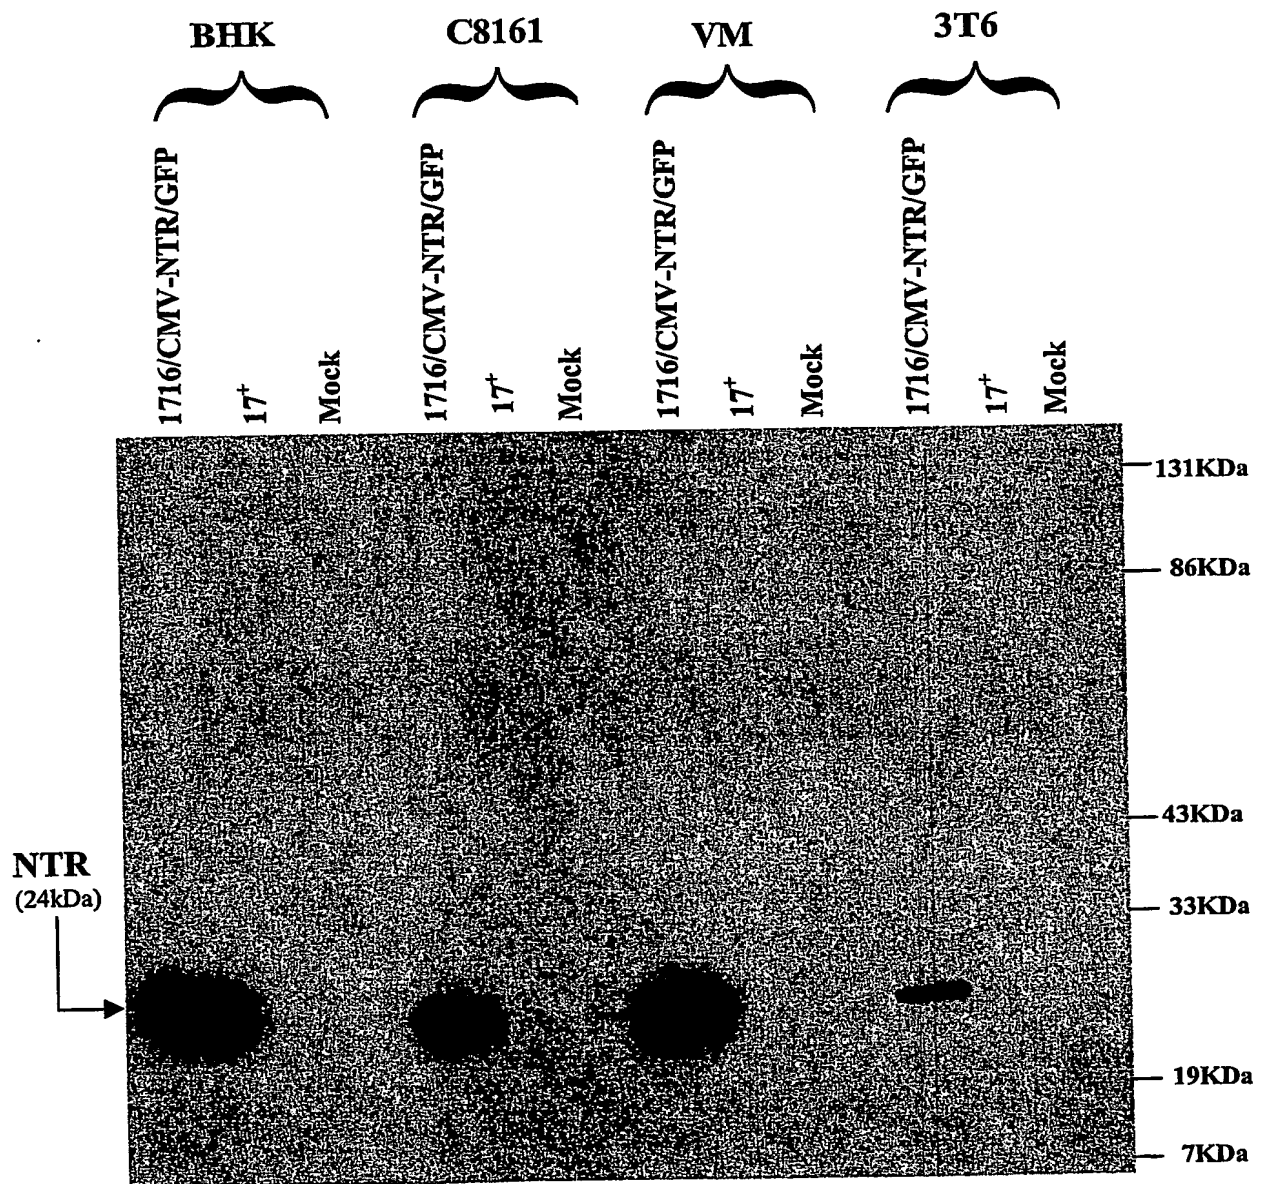 BHK
C8161
VM
3T6
1716/CMV-NTR/GFP
17+
Mock
1716/CMV-NTR/GFP
17+
Mock
1716/CMV-NTR/GFP
17+
Mock
1716/CMV-NTR/GFP
17+
Mock
131KDa
86KDa
43KDa
33KDa
19KDa
7KDa
NTR
(24kDa)